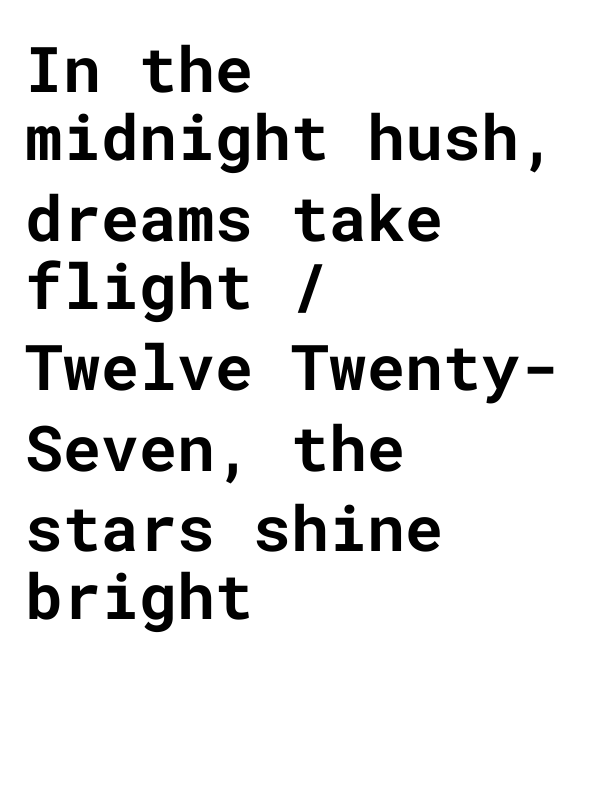 In the
midnight hush,
dreams take
flight /
Twelve Twenty-
Seven, the
stars shine
bright